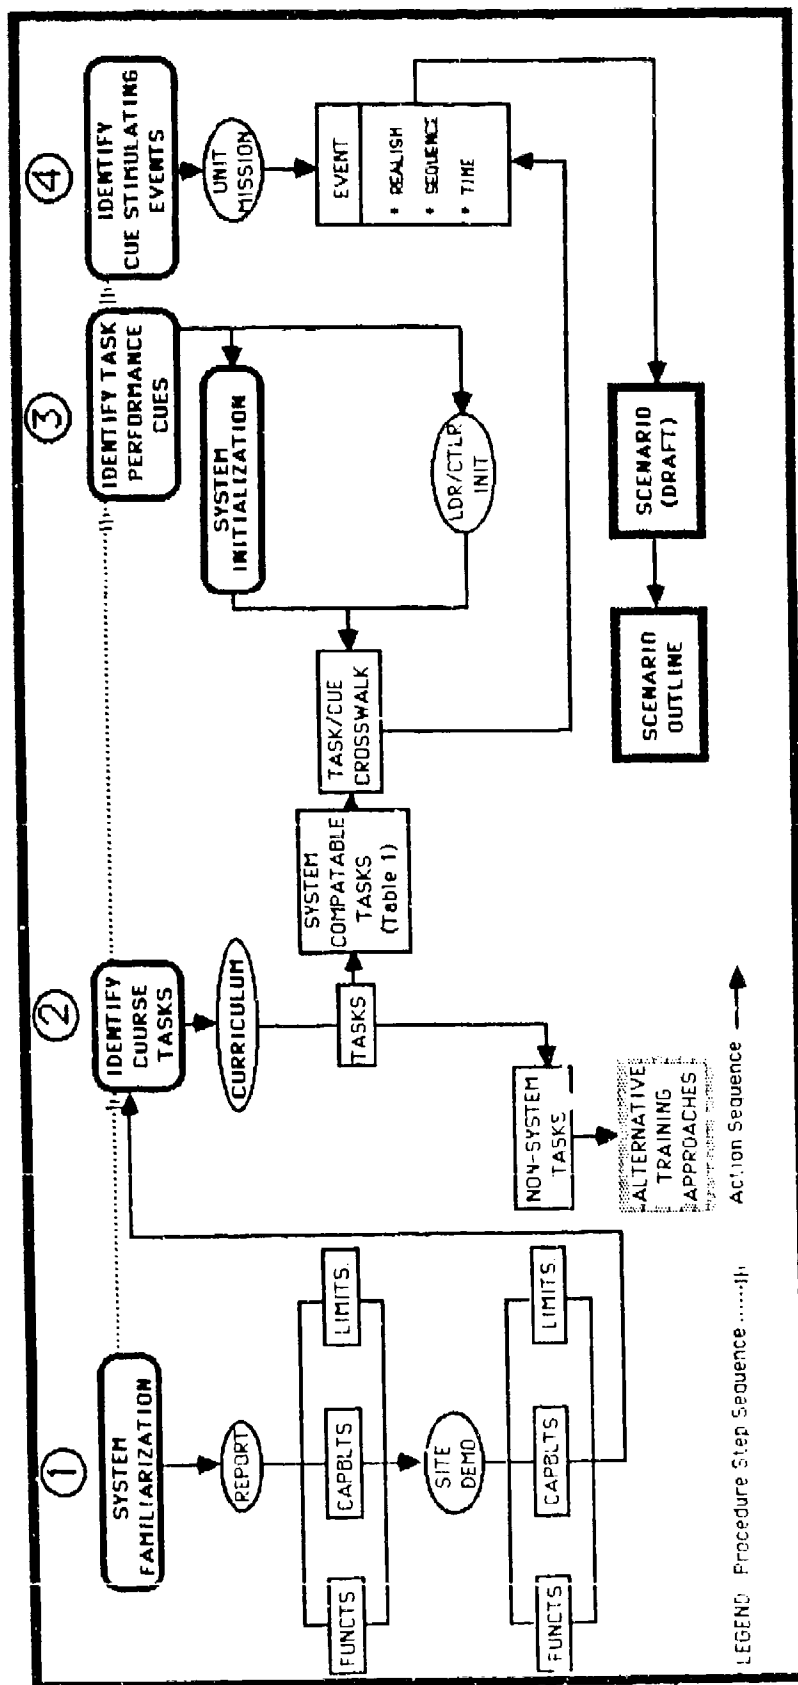 ①
SYSTEM
FAMILIARIZATION
REPORT
FUNCTS
CAPBLTS
LIMITS
SITE
DEMO
FUNCTS
CAPBLTS
LIMITS
②
IDENTIFY
CUURSE
TASKS
CURRICULUM
TASKS
SYSTEM
COMPATABLE
TASKS
(Table 1)
TASK/CUE
CROSSWALK
NON-SYSTEM
TASKS
ALTERNATIVE
TRAINING
APPROACHES
③
IDENTIFY TASK
PERFORMANCE
CUES
SYSTEM
INITIALIZATION
LDR/CTLR
INIT
④
IDENTIFY
CUE STIMULATING
EVENTS
UNIT
MISSION
EVENT
* REALISM
* SEQUENCE
* TIME
SCENARIO
(DRAFT)
SCENARIO
OUTLINE
LEGEND Procedure Step Sequence Action Sequence